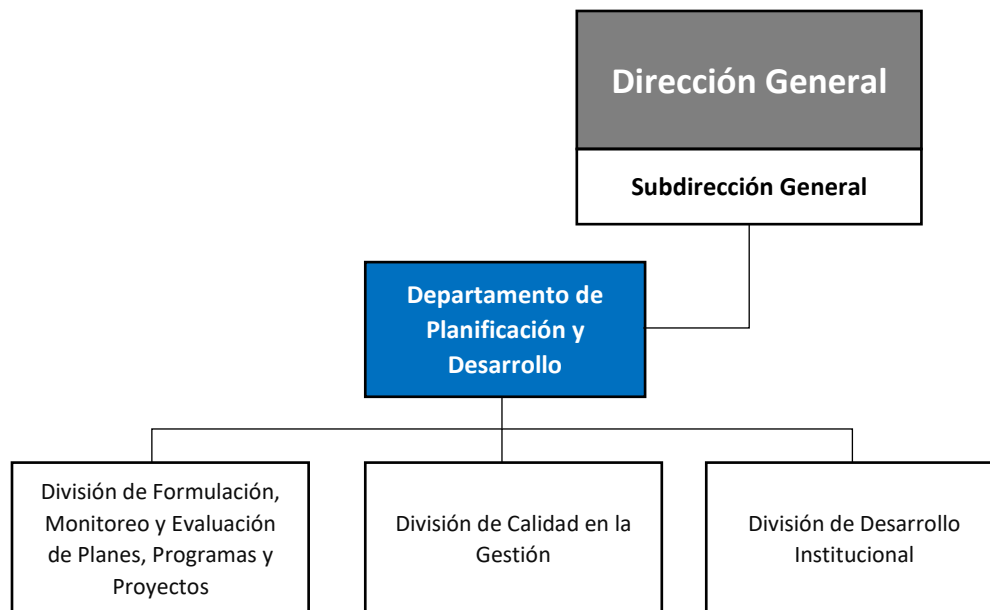 Dirección General
Subdirección General
Departamento de
Planificación y
Desarrollo
División de Formulación,
Monitoreo y Evaluación
de Planes, Programas y
Proyectos
División de Calidad en la
Gestión
División de Desarrollo
Institucional